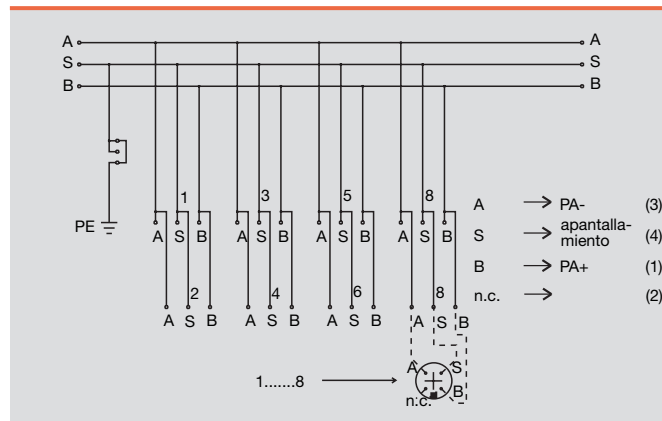 A A
S S
B B
1 3 5 8
PE
A S B A S B A S B A S B
A → PA- (3)
S → apantalla-
miento (4)
B → PA+ (1)
n.c. → (2)
2 4 6 8
A S B A S B A S B A S B
A S
1.......8
n.c. B